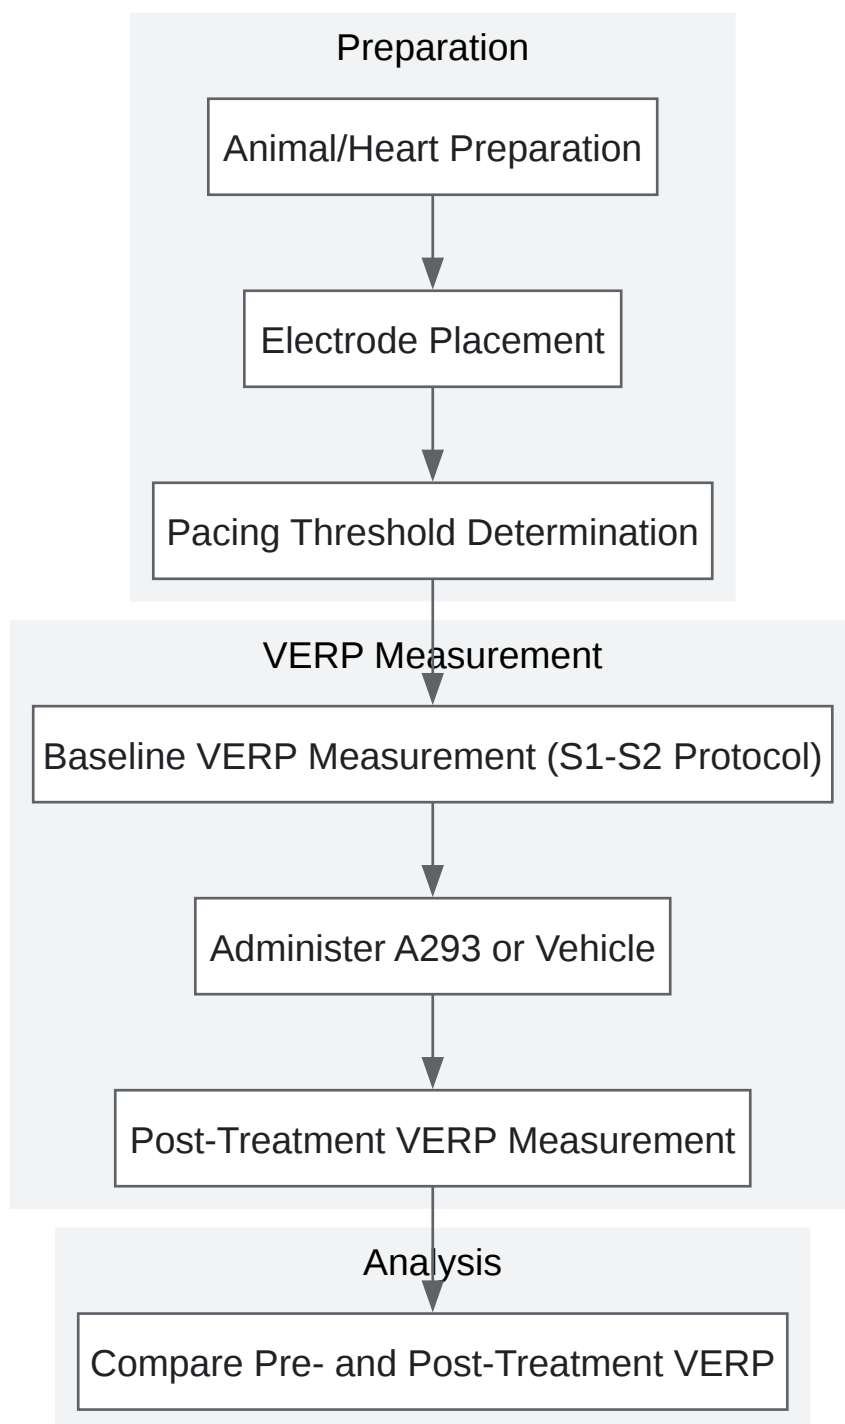 Preparation
Animal/Heart Preparation
Electrode Placement
Pacing Threshold Determination
VERP Measurement
Baseline VERP Measurement (S1-S2 Protocol)
Administer A293 or Vehicle
Post-Treatment VERP Measurement
Analysis
Compare Pre- and Post-Treatment VERP